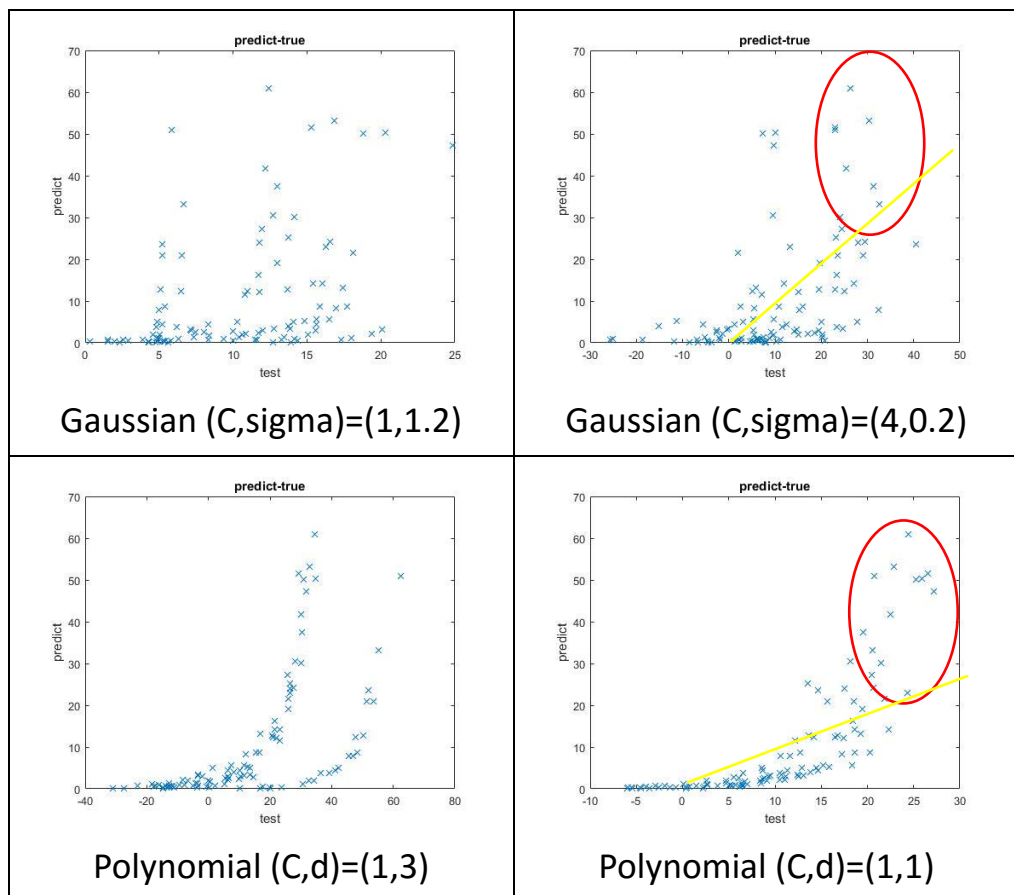 predict-true
70
60
50
40
30
20
10
0
predict
0 5 10 15 20 25
test
Gaussian (C,sigma)=(1,1.2)
predict-true
70
60
50
40
30
20
10
0
predict
-30 -20 -10 0 10 20 30 40 50
test
Gaussian (C,sigma)=(4,0.2)
predict-true
70
60
50
40
30
20
10
0
predict
-40 -20 0 20 40 60 80
test
Polynomial (C,d)=(1,3)
predict-true
70
60
50
40
30
20
10
0
predict
-10 -5 0 5 10 15 20 25 30
test
Polynomial (C,d)=(1,1)